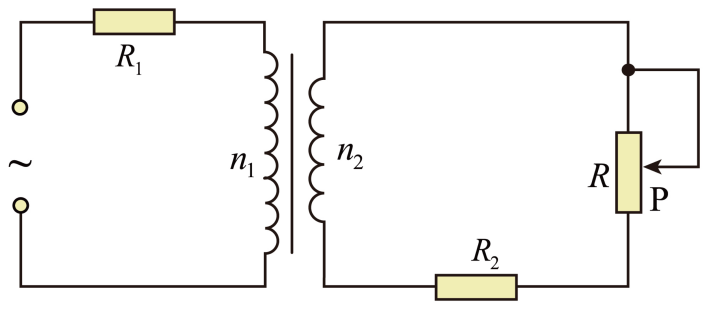 R₁
~
n₁
n₂
R
P
R₂